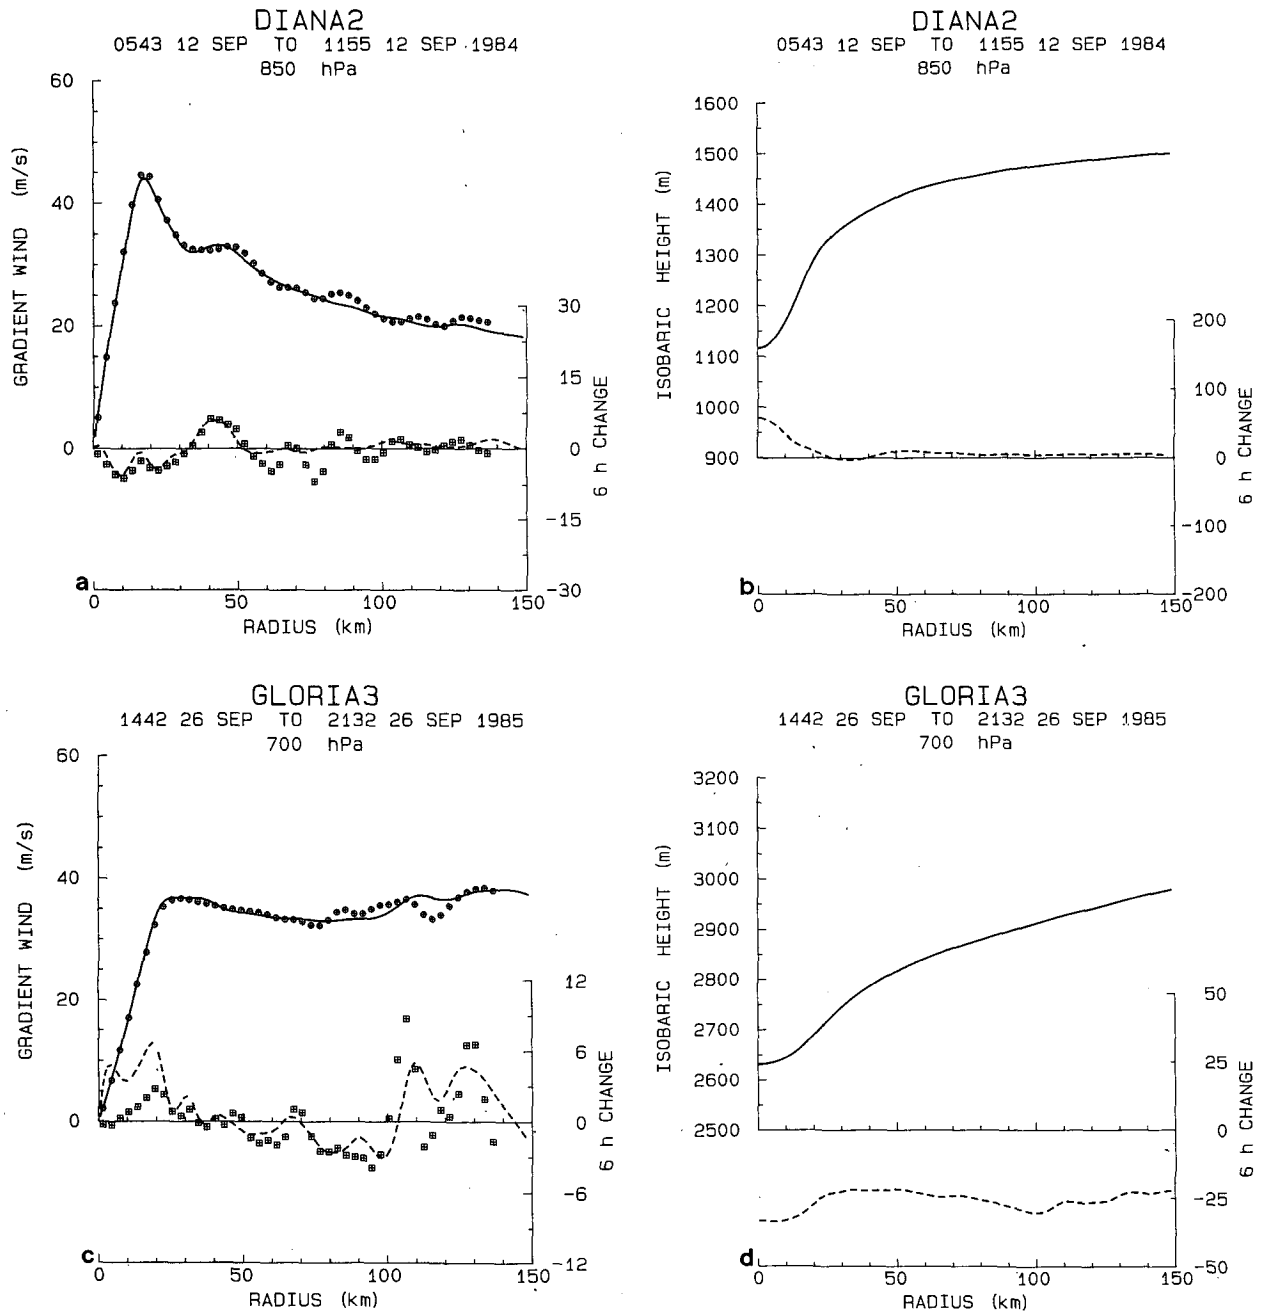 DIANA2
0543 12 SEP TO 1155 12 SEP 1984
850 hPa
60
40
20
0
GRADIENT WIND (m/s)
30
15
0
-15
-30
6 h CHANGE
a
0 50 100 150
RADIUS (km)
DIANA2
0543 12 SEP TO 1155 12 SEP 1984
850 hPa
1600
1500
1400
1300
1200
1100
1000
900
ISOBARIC HEIGHT (m)
200
100
0
-100
-200
6 h CHANGE
b
0 50 100 150
RADIUS (km)
GLORIA3
1442 26 SEP TO 2132 26 SEP 1985
700 hPa
60
40
20
0
GRADIENT WIND (m/s)
12
6
0
-6
-12
6 h CHANGE
c
0 50 100 150
RADIUS (km)
GLORIA3
1442 26 SEP TO 2132 26 SEP 1985
700 hPa
3200
3100
3000
2900
2800
2700
2600
2500
ISOBARIC HEIGHT (m)
50
25
0
-25
-50
6 h CHANGE
d
0 50 100 150
RADIUS (km)